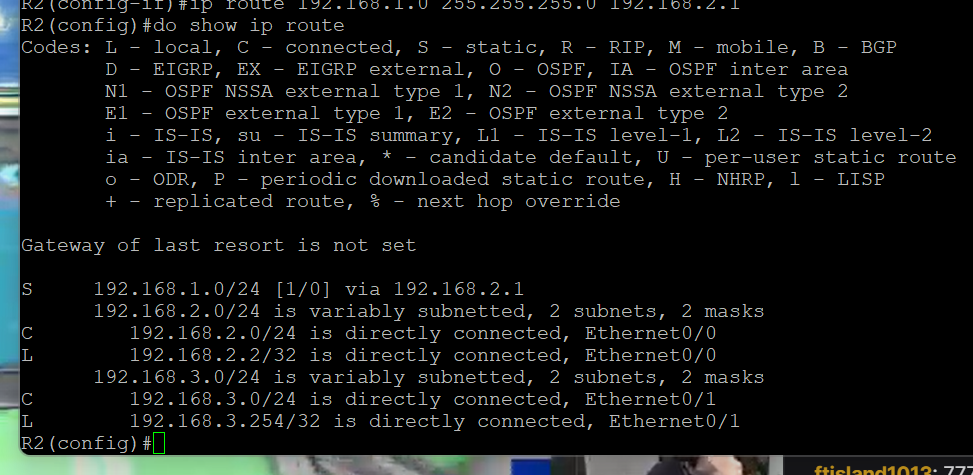 R2(config-if)#ip route 192.168.1.0 255.255.255.0 192.168.2.1
R2(config)#do show ip route
Codes: L - local, C - connected, S - static, R - RIP, M - mobile, B - BGP
D - EIGRP, EX - EIGRP external, O - OSPF, IA - OSPF inter area
N1 - OSPF NSSA external type 1, N2 - OSPF NSSA external type 2
E1 - OSPF external type 1, E2 - OSPF external type 2
i - IS-IS, su - IS-IS summary, L1 - IS-IS level-1, L2 - IS-IS level-2
ia - IS-IS inter area, * - candidate default, U - per-user static route
o - ODR, P - periodic downloaded static route, H - NHRP, l - LISP
+ - replicated route, % - next hop override
Gateway of last resort is not set
S 192.168.1.0/24 [1/0] via 192.168.2.1
192.168.2.0/24 is variably subnetted, 2 subnets, 2 masks
C 192.168.2.0/24 is directly connected, Ethernet0/0
L 192.168.2.2/32 is directly connected, Ethernet0/0
192.168.3.0/24 is variably subnetted, 2 subnets, 2 masks
C 192.168.3.0/24 is directly connected, Ethernet0/1
L 192.168.3.254/32 is directly connected, Ethernet0/1
R2(config)#
ftisland1013: 777